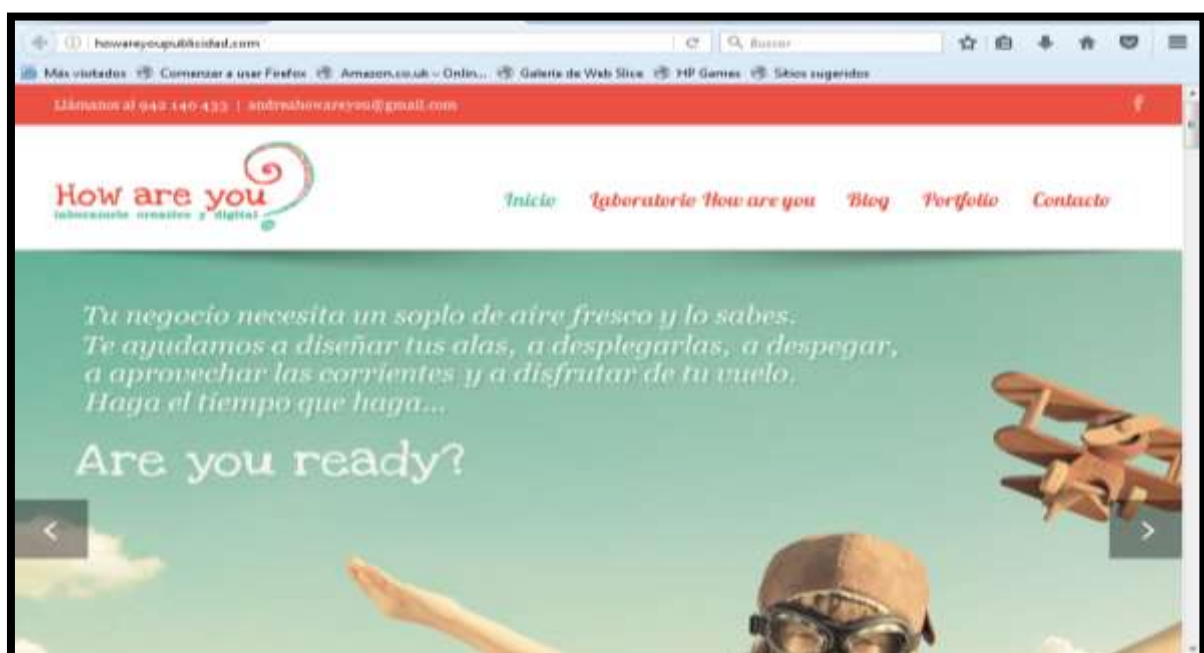 howareyoupublicidad.com
Buscar
Más visitados Comenzar a usar Firefox Amazon.co.uk – Onlin... Galería de Web Slice HP Games Sitios sugeridos
Llámanos al 942 140 433 | andreahowareyou@gmail.com
f
How are you?
laboratorio creativo y digital
Inicio Laboratorio How are you Blog Portfolio Contacto
Tu negocio necesita un soplo de aire fresco y lo sabes.
Te ayudamos a diseñar tus alas, a desplegarlas, a despegar,
a aprovechar las corrientes y a disfrutar de tu vuelo.
Haga el tiempo que haga...
Are you ready?